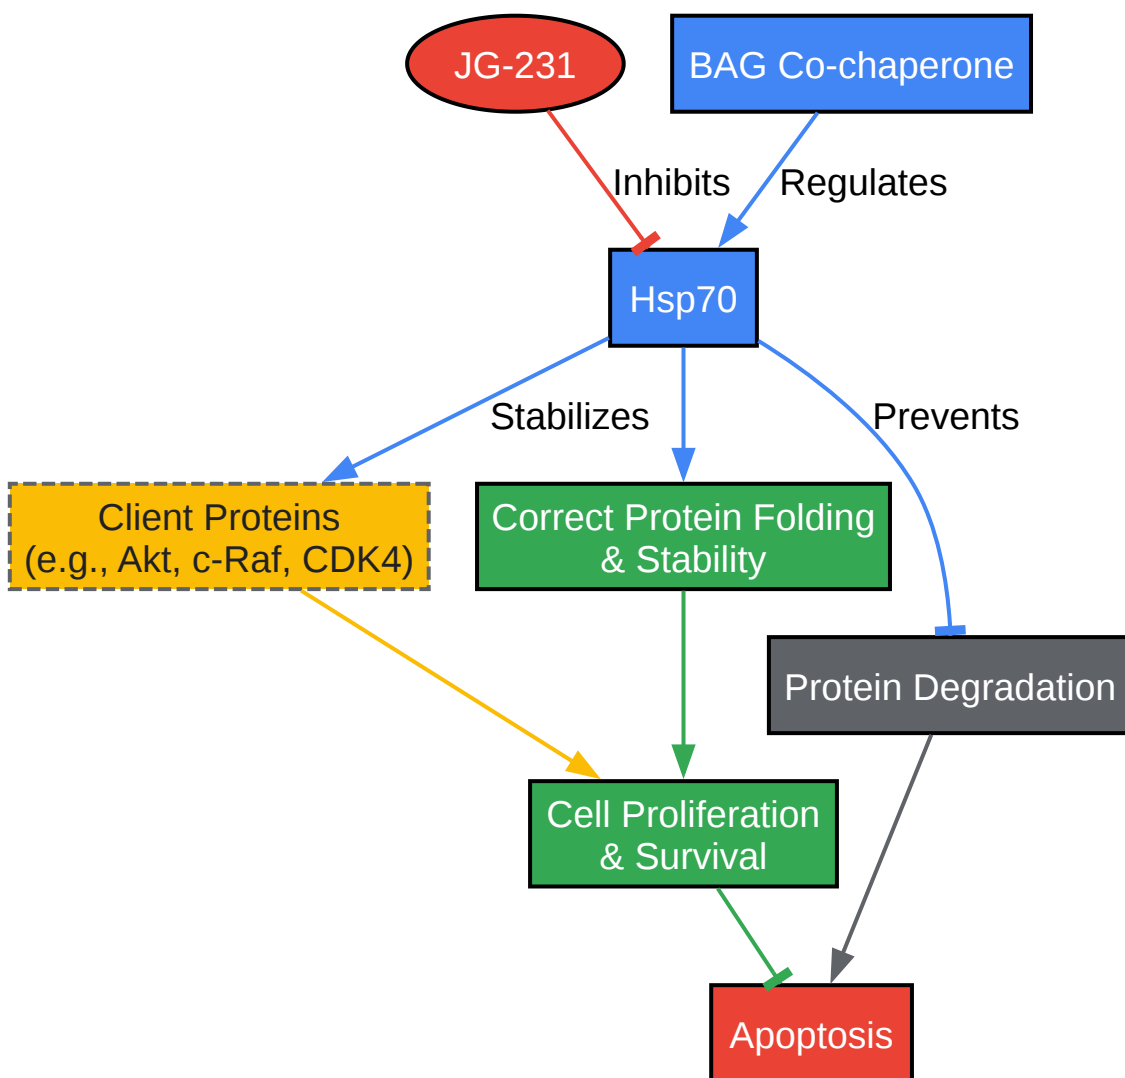 JG-231
BAG Co-chaperone
Inhibits
Regulates
Hsp70
Stabilizes
Prevents
Client Proteins
(e.g., Akt, c-Raf, CDK4)
Correct Protein Folding
& Stability
Protein Degradation
Cell Proliferation
& Survival
Apoptosis